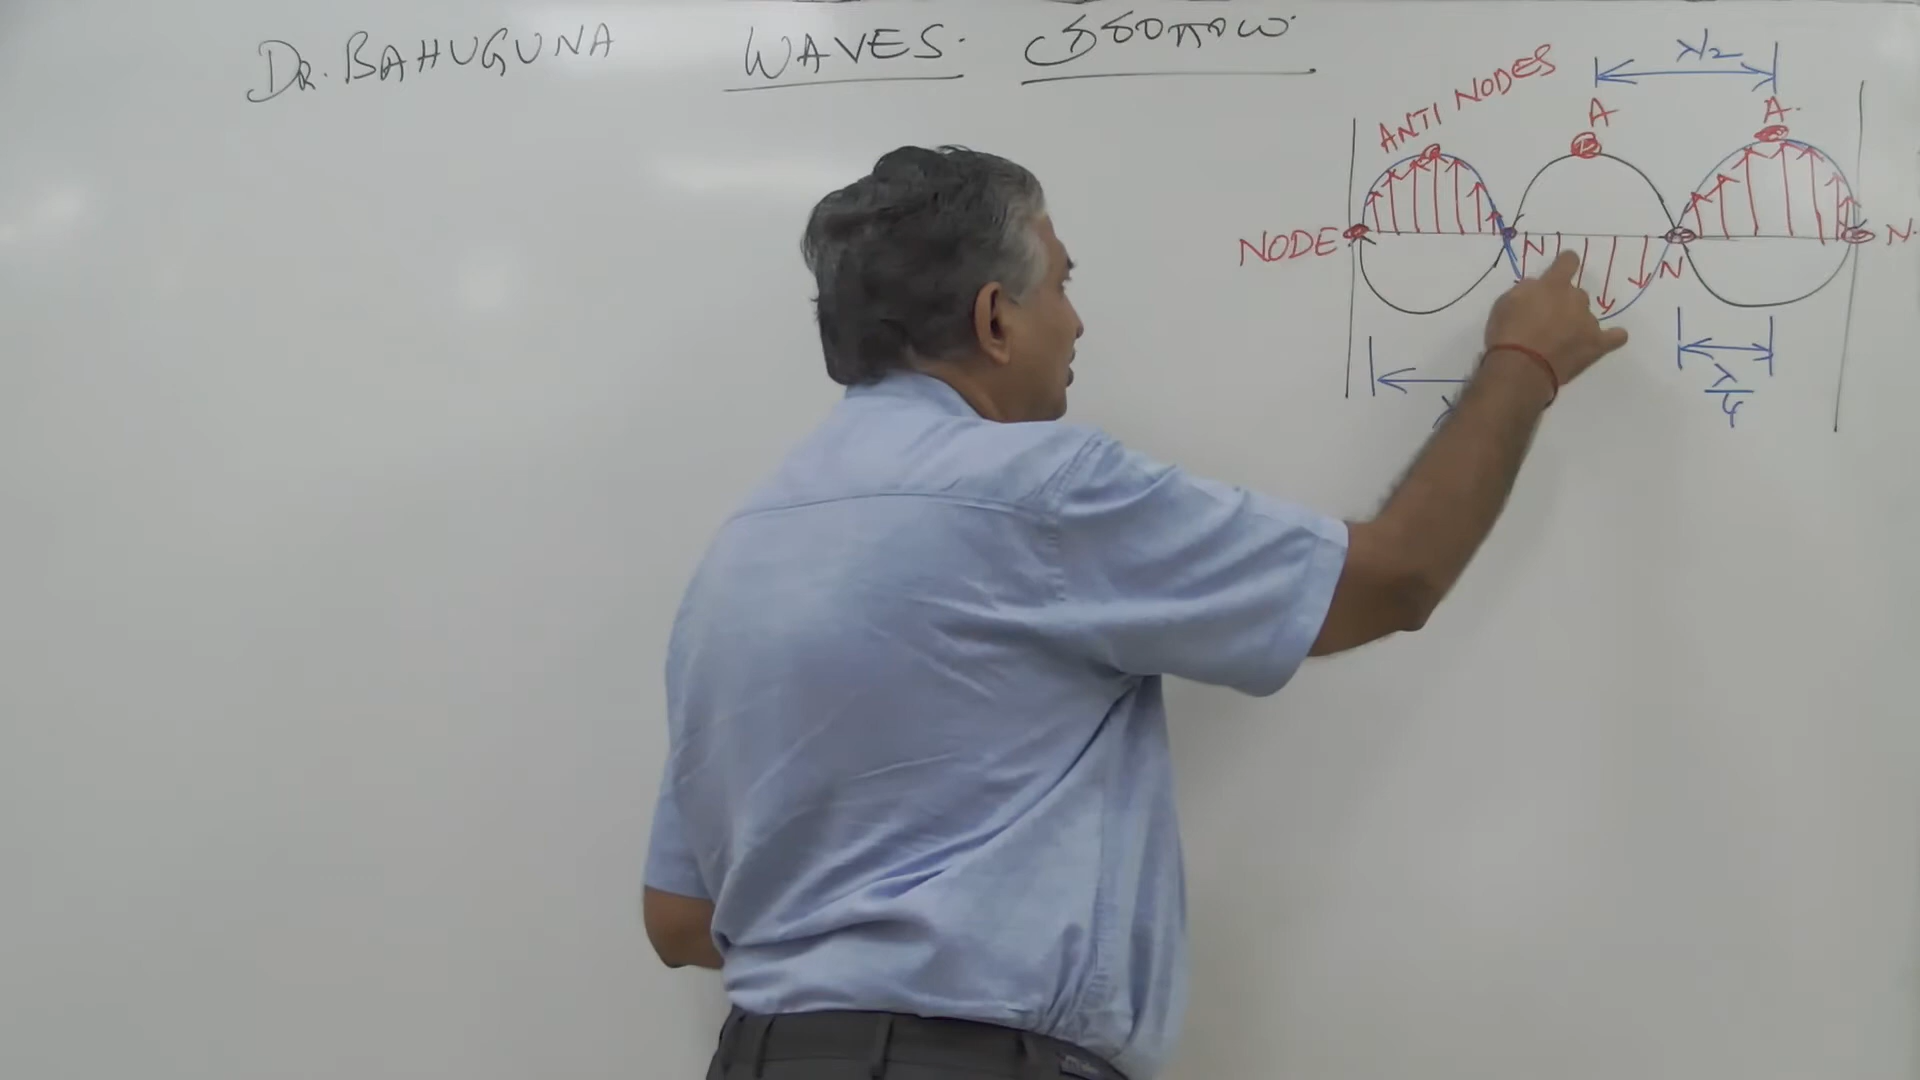 Dr. BAHUGUNA WAVES.
λ/2
ANTI NODES A A.
NODE N N N.
λ
4